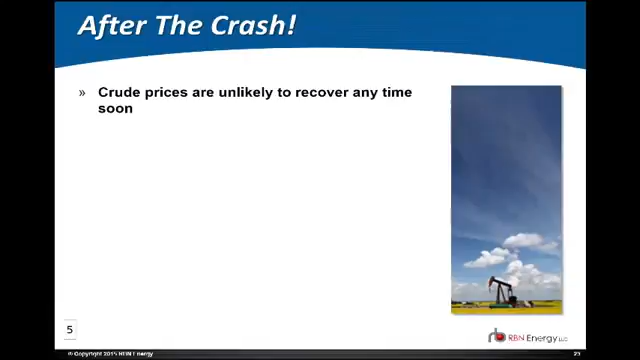 After The Crash!
» Crude prices are unlikely to recover any time
soon
5
RBN Energy LLC
© Copyright 2015 RBN Energy